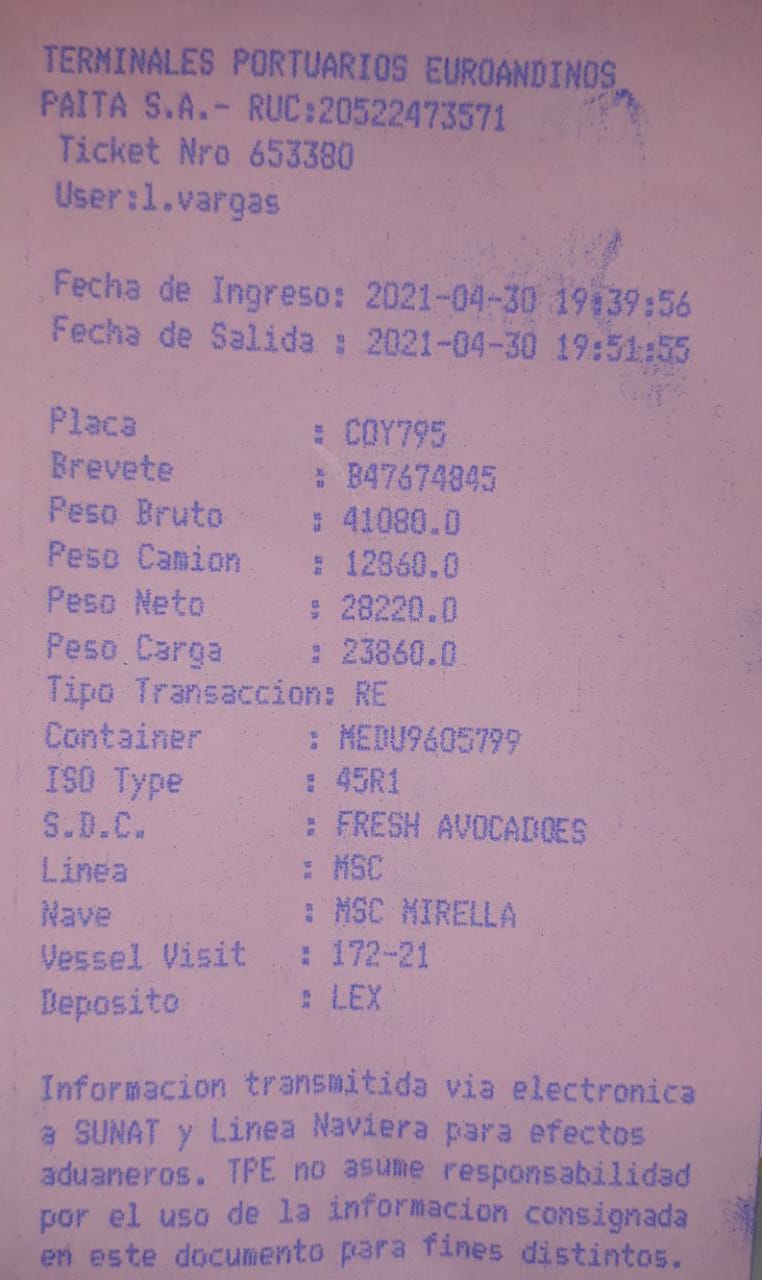 TERMINALES PORTUARIOS EUROANDINOS
PAITA S.A.- RUC:20522473571
Ticket Nro 653380
User:l.vargas
Fecha de Ingreso: 2021-04-30 19:39:56
Fecha de Salida : 2021-04-30 19:51:55
Placa : COY795
Brevete : B47674845
Peso Bruto : 41080.0
Peso Camion : 12860.0
Peso Neto : 28220.0
Peso Carga : 23860.0
Tipo Transaccion: RE
Container : MEDU9605799
ISO Type : 45R1
S.D.C. : FRESH AVOCADOES
Linea : MSC
Nave : MSC MIRELLA
Vessel Visit : 172-21
Deposito : LEX
Informacion transmitida via electronica
a SUNAT y Linea Naviera para efectos
aduaneros. TPE no asume responsabilidad
por el uso de la informacion consignada
en este documento para fines distintos.